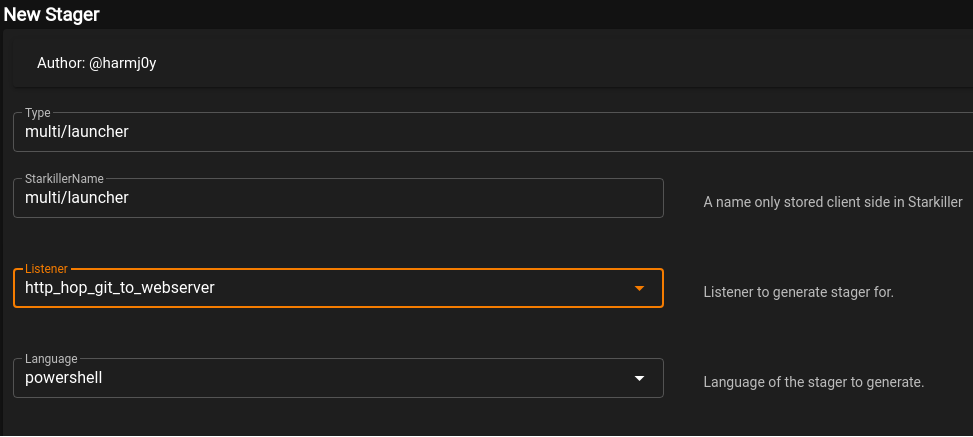 New Stager
Author: @harmj0y
Type
multi/launcher
StarkillerName
multi/launcher
A name only stored client side in Starkiller
Listener
http_hop_git_to_webserver
Listener to generate stager for.
Language
powershell
Language of the stager to generate.